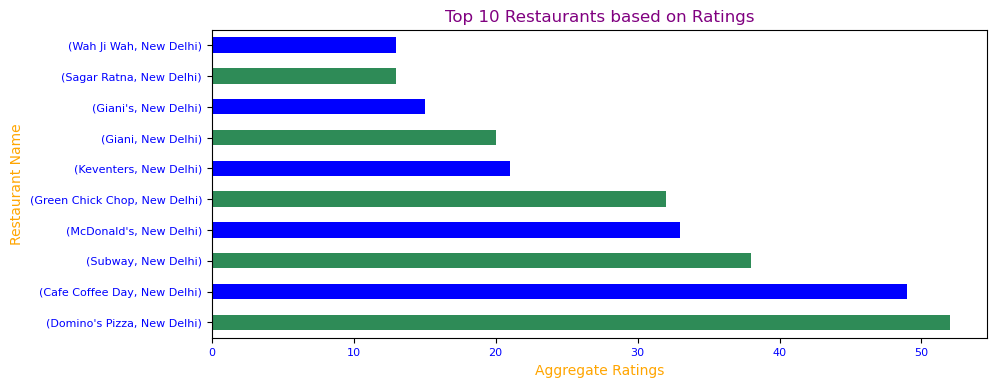 Top 10 Restaurants based on Ratings
Restaurant Name
(Wah Ji Wah, New Delhi)
(Sagar Ratna, New Delhi)
(Giani's, New Delhi)
(Giani, New Delhi)
(Keventers, New Delhi)
(Green Chick Chop, New Delhi)
(McDonald's, New Delhi)
(Subway, New Delhi)
(Cafe Coffee Day, New Delhi)
(Domino's Pizza, New Delhi)
0 10 20 30 40 50
Aggregate Ratings